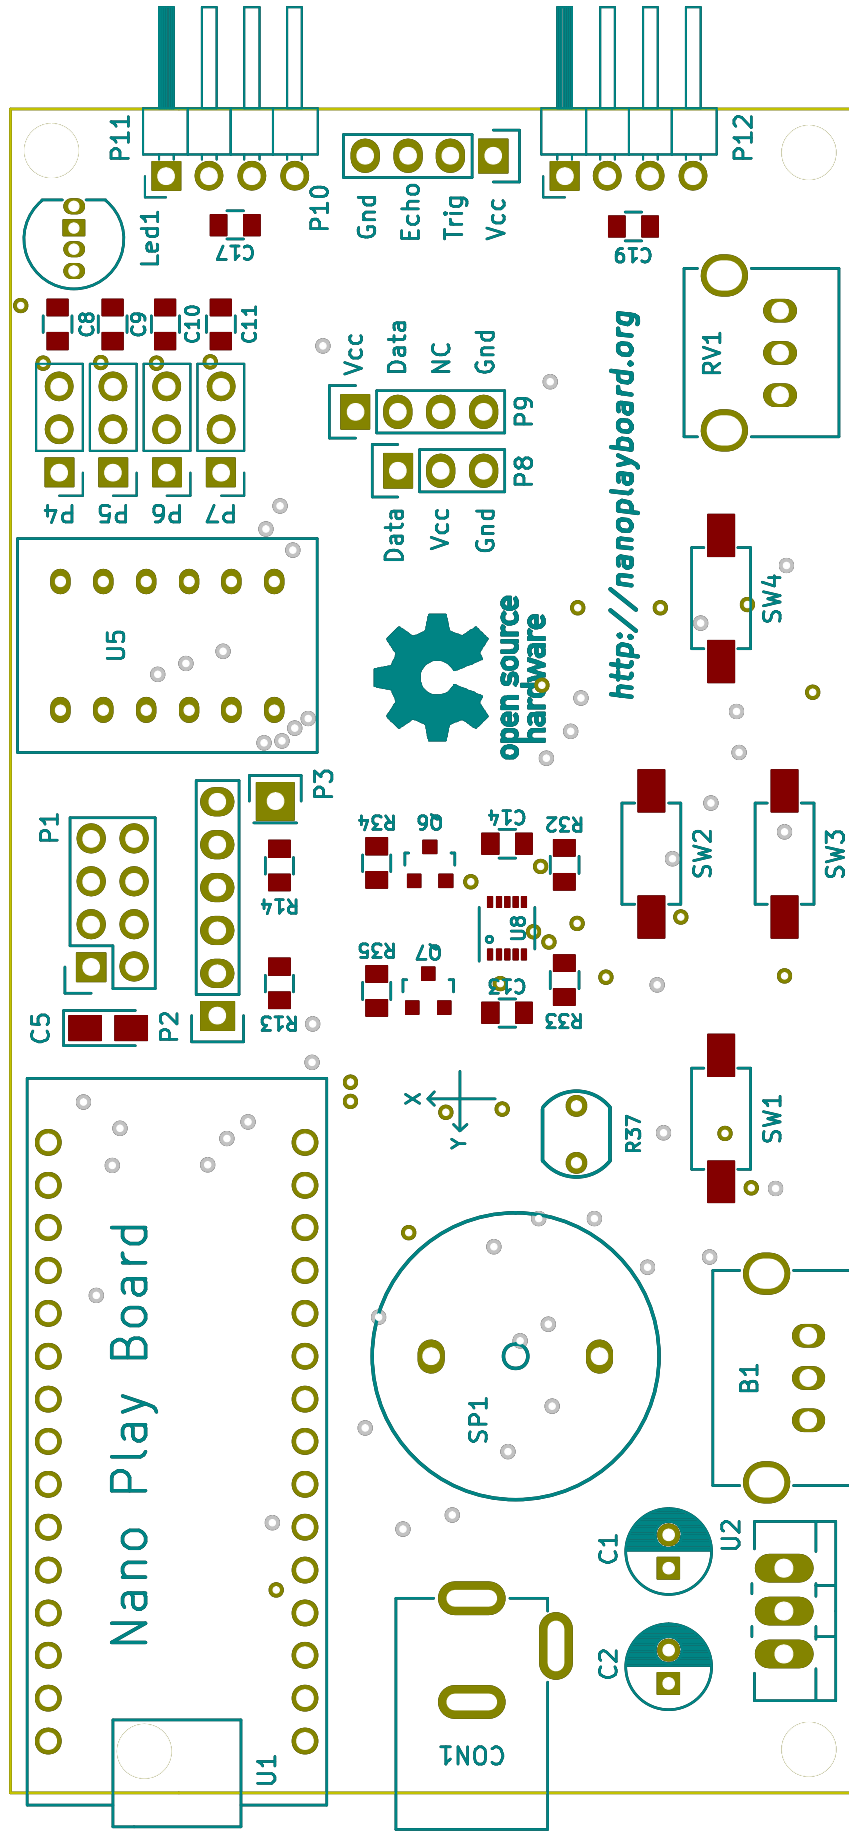 P11
P12
P10
Led1
C17
Gnd
Echo
Trig
Vcc
C19
C8
C9
C10
C11
Vcc
Data
NC
Gnd
P9
RV1
http://nanoplayboard.org
P4
P5
P6
P7
P8
Data
Vcc
Gnd
U5
open source
hardware
SW4
P3
P1
R34
Q6
C14
R32
SW2
SW3
R14
U8
R35
Q7
C13
R33
C5
P2
R13
X
Y
R37
SW1
Nano Play Board
SP1
B1
C1
U2
C2
CON1
U1